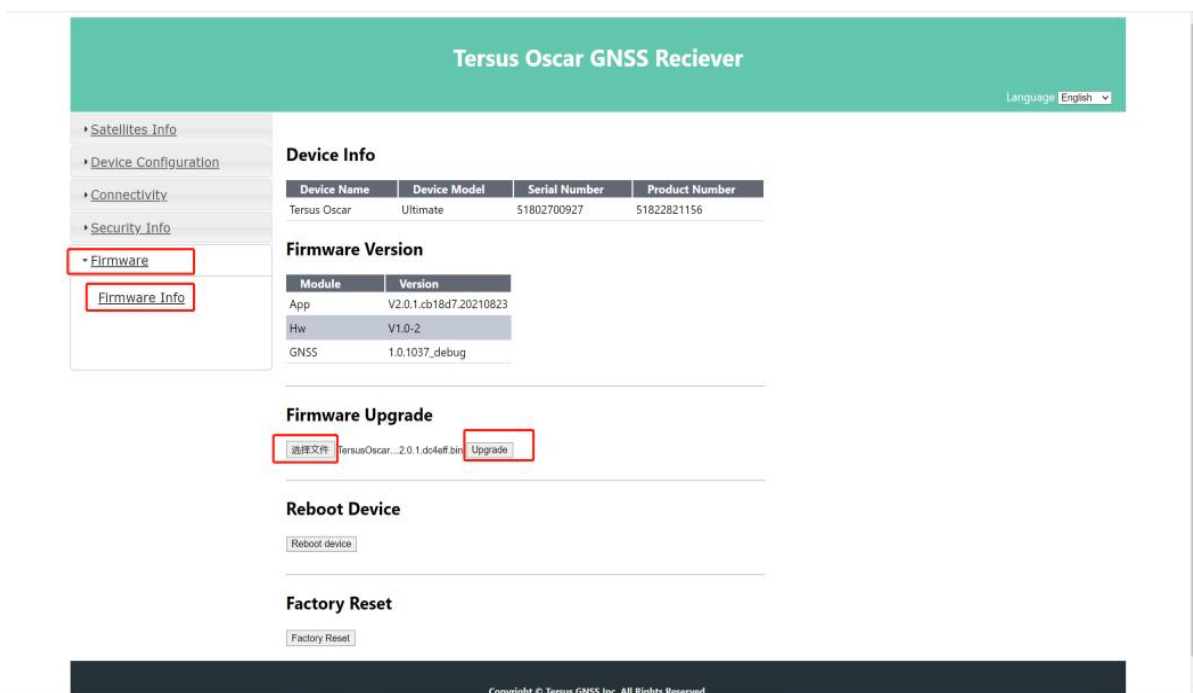 Tersus Oscar GNSS Reciever
Language English
Satellites Info
Device Configuration
Connectivity
Security Info
Firmware
Firmware Info
Device Info
Device Name Device Model Serial Number Product Number
Tersus Oscar Ultimate 51802700927 51822821156
Firmware Version
Module Version
App V2.0.1.cb18d7.20210823
Hw V1.0-2
GNSS 1.0.1037_debug
Firmware Upgrade
选择文件 TersusOscar...2.0.1.dc4eff.bin Upgrade
Reboot Device
Reboot device
Factory Reset
Factory Reset
Copyright © Tersus GNSS Inc. All Rights Reserved